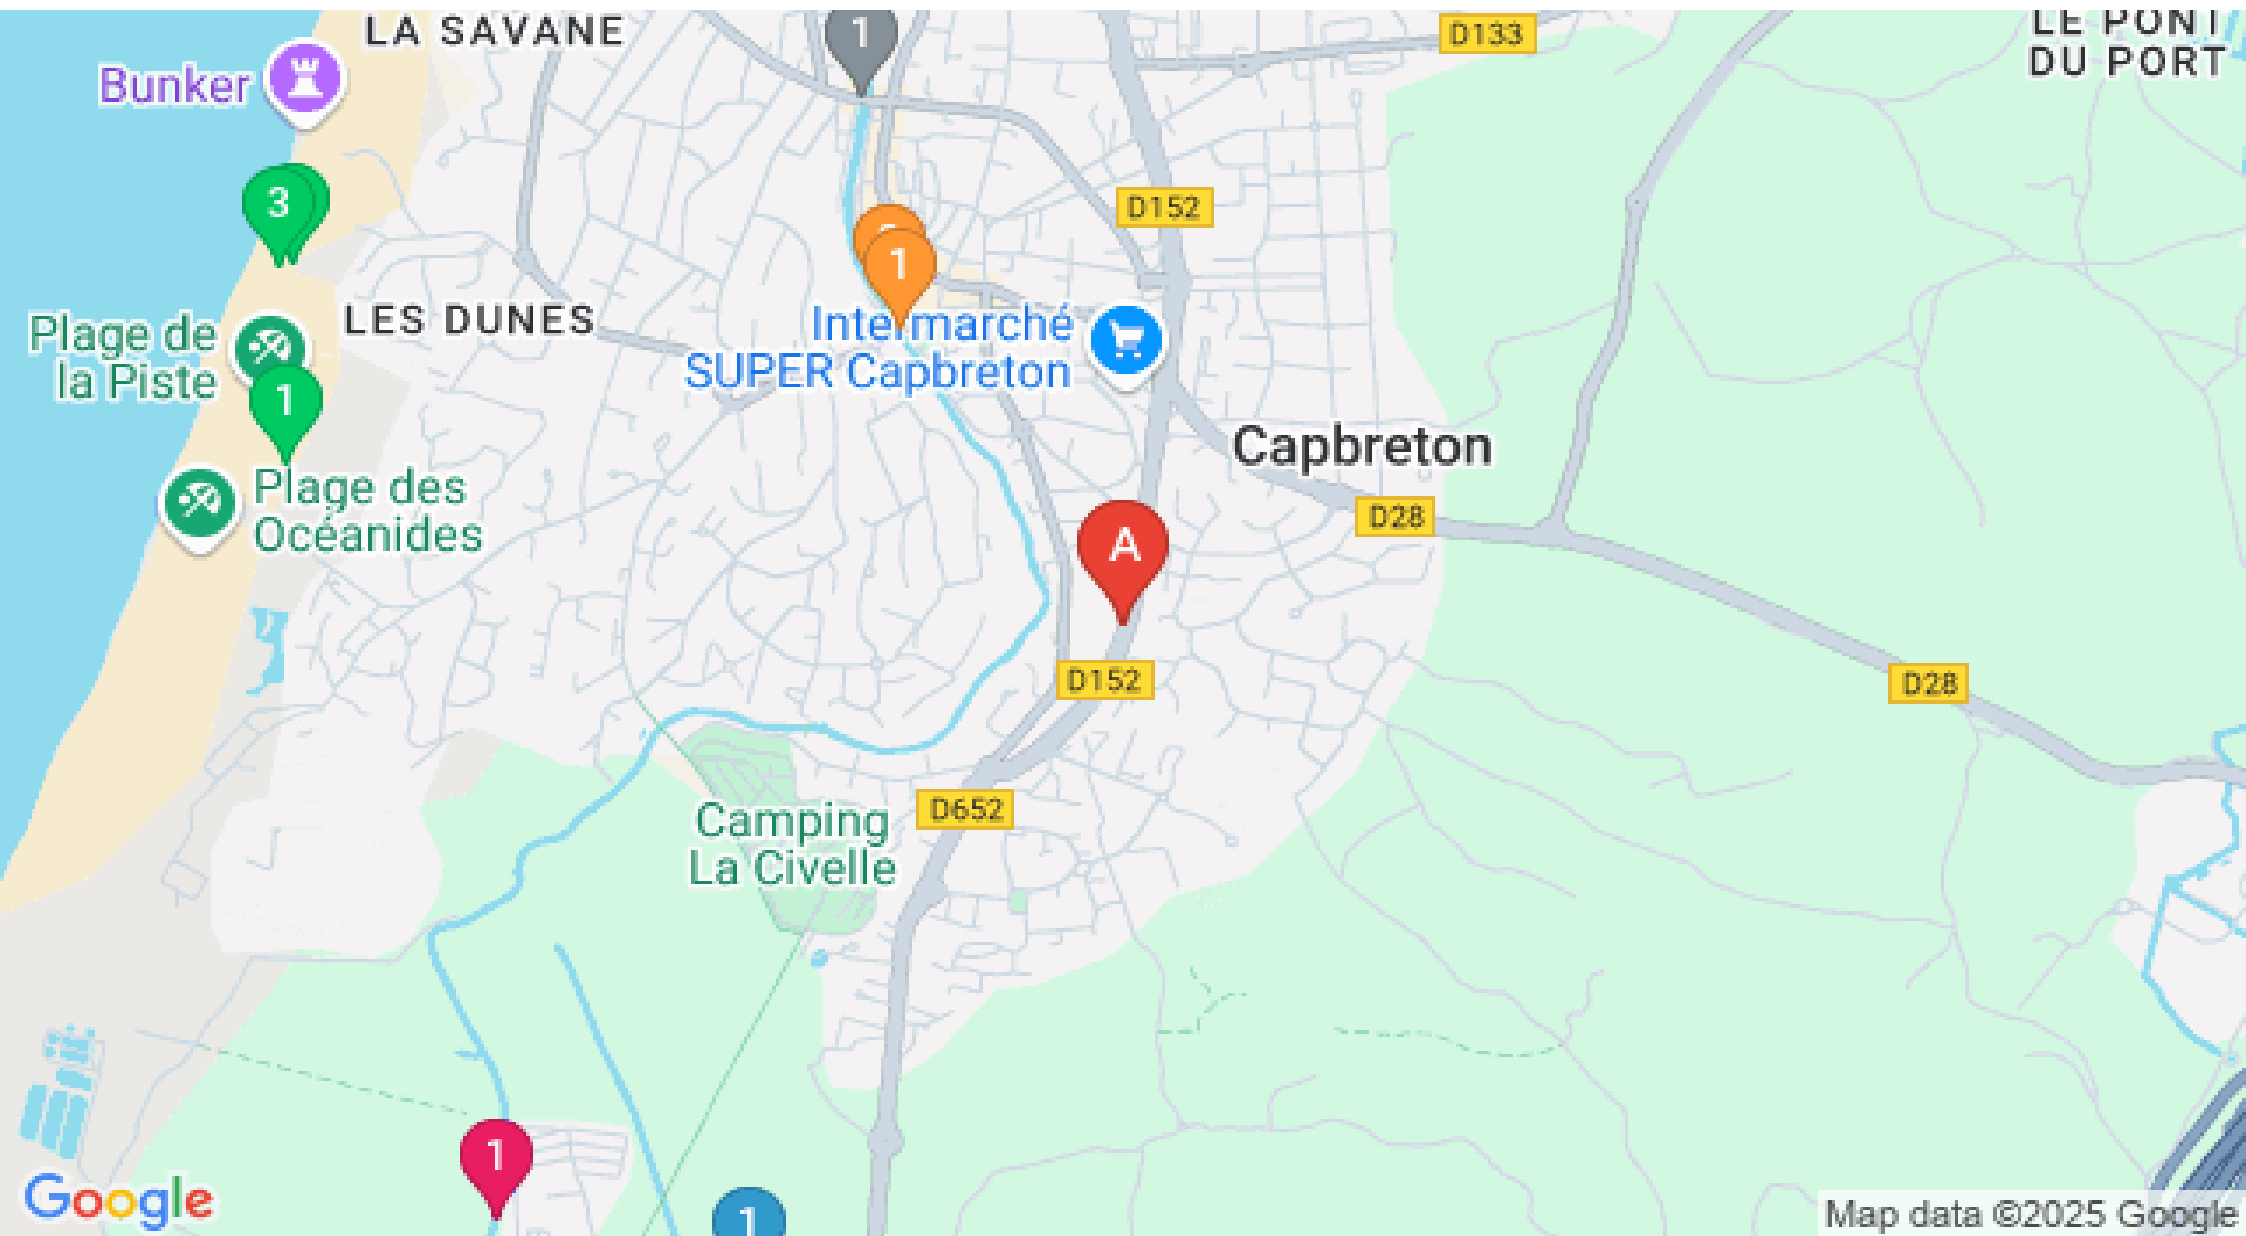 LA SAVANE
1
D133
LE PONT
DU PORT
Bunker
3
D152
1
Plage de
la Piste
LES DUNES
Intermarché
SUPER Capbreton
1
Capbreton
Plage des
Océanides
D28
A
D152
D28
D652
Camping
La Civelle
1
1
Google
Map data ©2025 Google